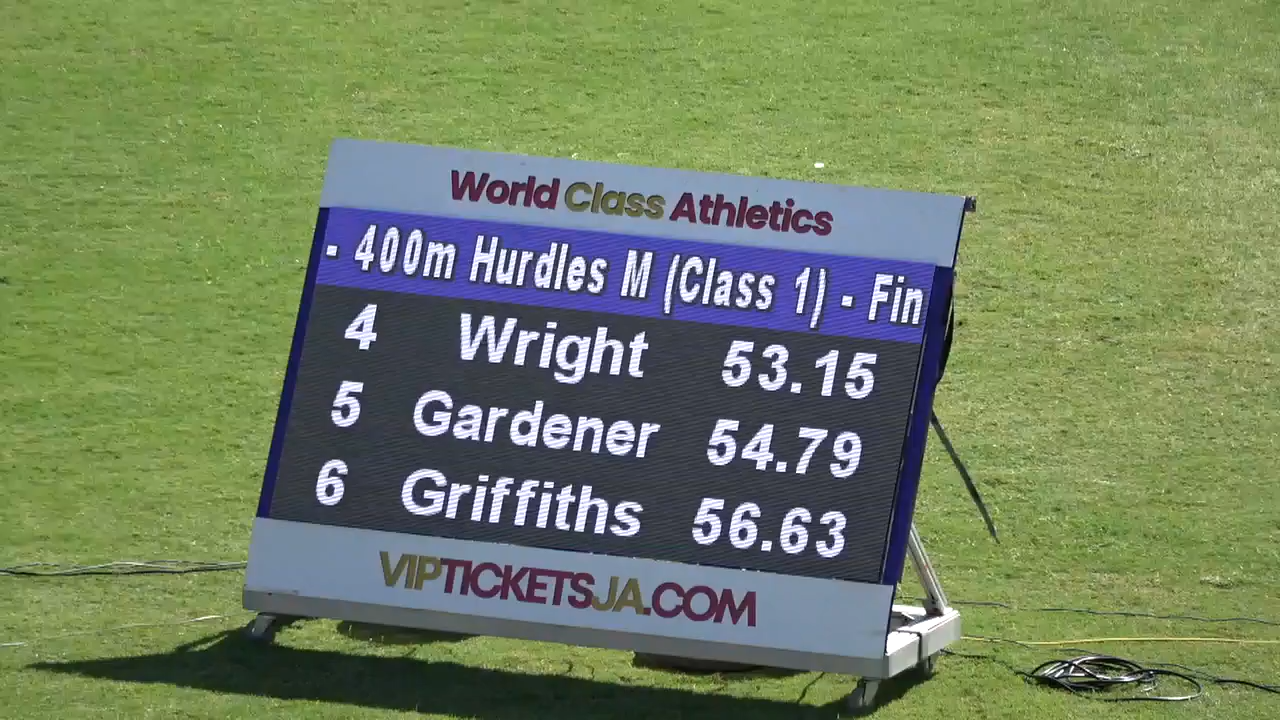 World Class Athletics
- 400m Hurdles M (Class 1) - Fin
4 Wright 53.15
5 Gardener 54.79
6 Griffiths 56.63
VIPTICKETSJA.COM